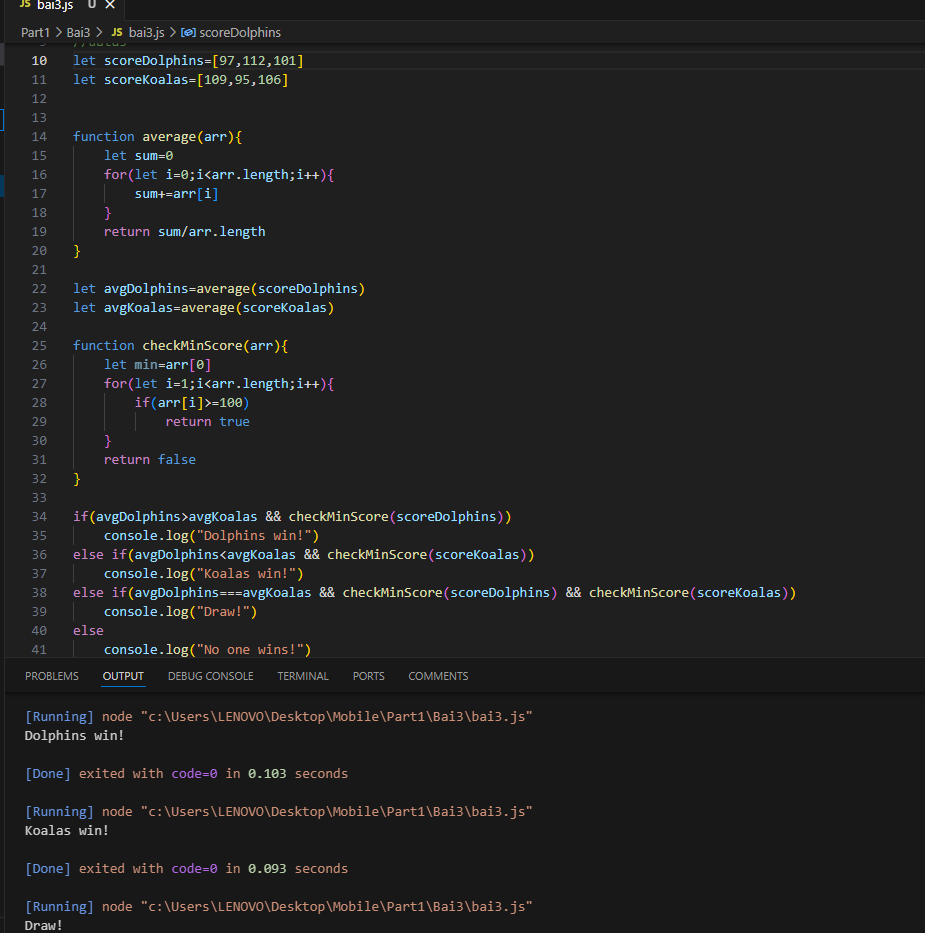 JS bai3.js U ×
Part1 > Bai3 > JS bai3.js > scoreDolphins
10 let scoreDolphins=[97,112,101]
11 let scoreKoalas=[109,95,106]
12
13
14 function average(arr){
15 let sum=0
16 for(let i=0;i<arr.length;i++){
17 sum+=arr[i]
18 }
19 return sum/arr.length
20 }
21
22 let avgDolphins=average(scoreDolphins)
23 let avgKoalas=average(scoreKoalas)
24
25 function checkMinScore(arr){
26 let min=arr[0]
27 for(let i=1;i<arr.length;i++){
28 if(arr[i]>=100)
29 return true
30 }
31 return false
32 }
33
34 if(avgDolphins>avgKoalas && checkMinScore(scoreDolphins))
35 console.log("Dolphins win!")
36 else if(avgDolphins<avgKoalas && checkMinScore(scoreKoalas))
37 console.log("Koalas win!")
38 else if(avgDolphins===avgKoalas && checkMinScore(scoreDolphins) && checkMinScore(scoreKoalas))
39 console.log("Draw!")
40 else
41 console.log("No one wins!")
PROBLEMS OUTPUT DEBUG CONSOLE TERMINAL PORTS COMMENTS
[Running] node "c:\Users\LENOVO\Desktop\Mobile\Part1\Bai3\bai3.js"
Dolphins win!
[Done] exited with code=0 in 0.103 seconds
[Running] node "c:\Users\LENOVO\Desktop\Mobile\Part1\Bai3\bai3.js"
Koalas win!
[Done] exited with code=0 in 0.093 seconds
[Running] node "c:\Users\LENOVO\Desktop\Mobile\Part1\Bai3\bai3.js"
Draw!